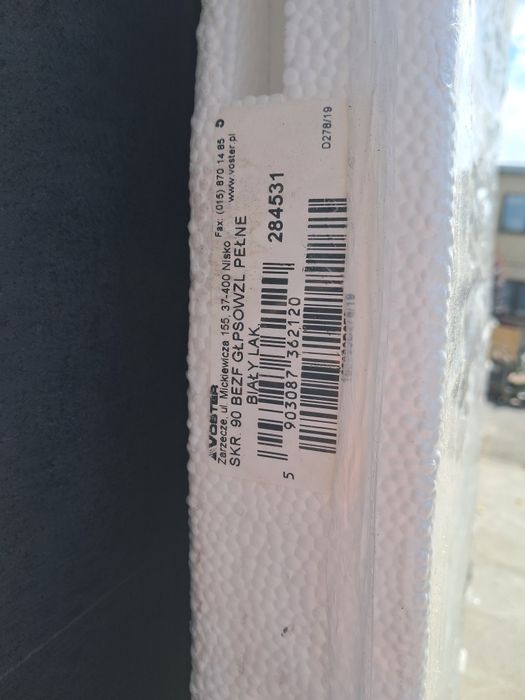 VOSTER
Zarzecze, ul. Mickiewicza 155, 37-400 Nisko Fax: (015) 870 14 85
www.voster.pl
SKR. 90 BEZF GŁPSOWZL PEŁNE
BIAŁY LAK,
284531
5 903087 362120
D278/19